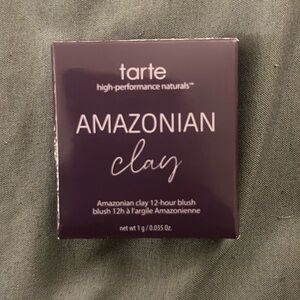 tarte
high-performance naturals™
AMAZONIAN
clay
Amazonian clay 12-hour blush
blush 12h à l'argile Amazonienne
net wt 1 g / 0.035 Oz.